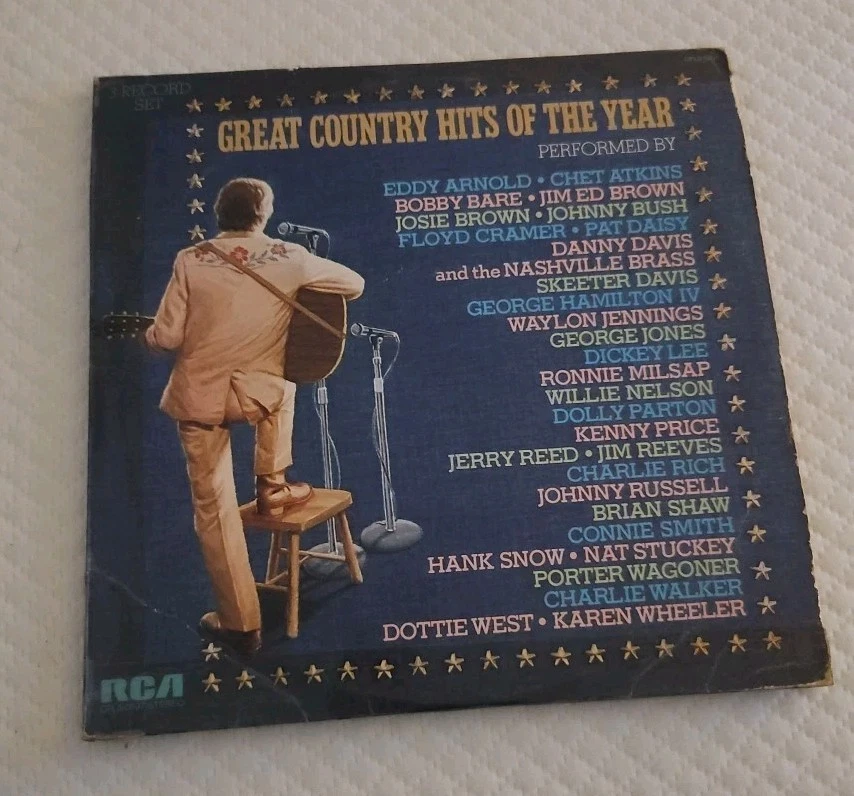 3 RECORD
SET
GREAT COUNTRY HITS OF THE YEAR
PERFORMED BY
EDDY ARNOLD • CHET ATKINS
BOBBY BARE • JIM ED BROWN
JOSIE BROWN • JOHNNY BUSH
FLOYD CRAMER • PAT DAISY
DANNY DAVIS
and the NASHVILLE BRASS
SKEETER DAVIS
GEORGE HAMILTON IV
WAYLON JENNINGS
GEORGE JONES
DICKEY LEE
RONNIE MILSAP
WILLIE NELSON
DOLLY PARTON
KENNY PRICE
JERRY REED • JIM REEVES
CHARLIE RICH
JOHNNY RUSSELL
BRIAN SHAW
CONNIE SMITH
HANK SNOW • NAT STUCKEY
PORTER WAGONER
CHARLIE WALKER
DOTTIE WEST • KAREN WHEELER
RCA